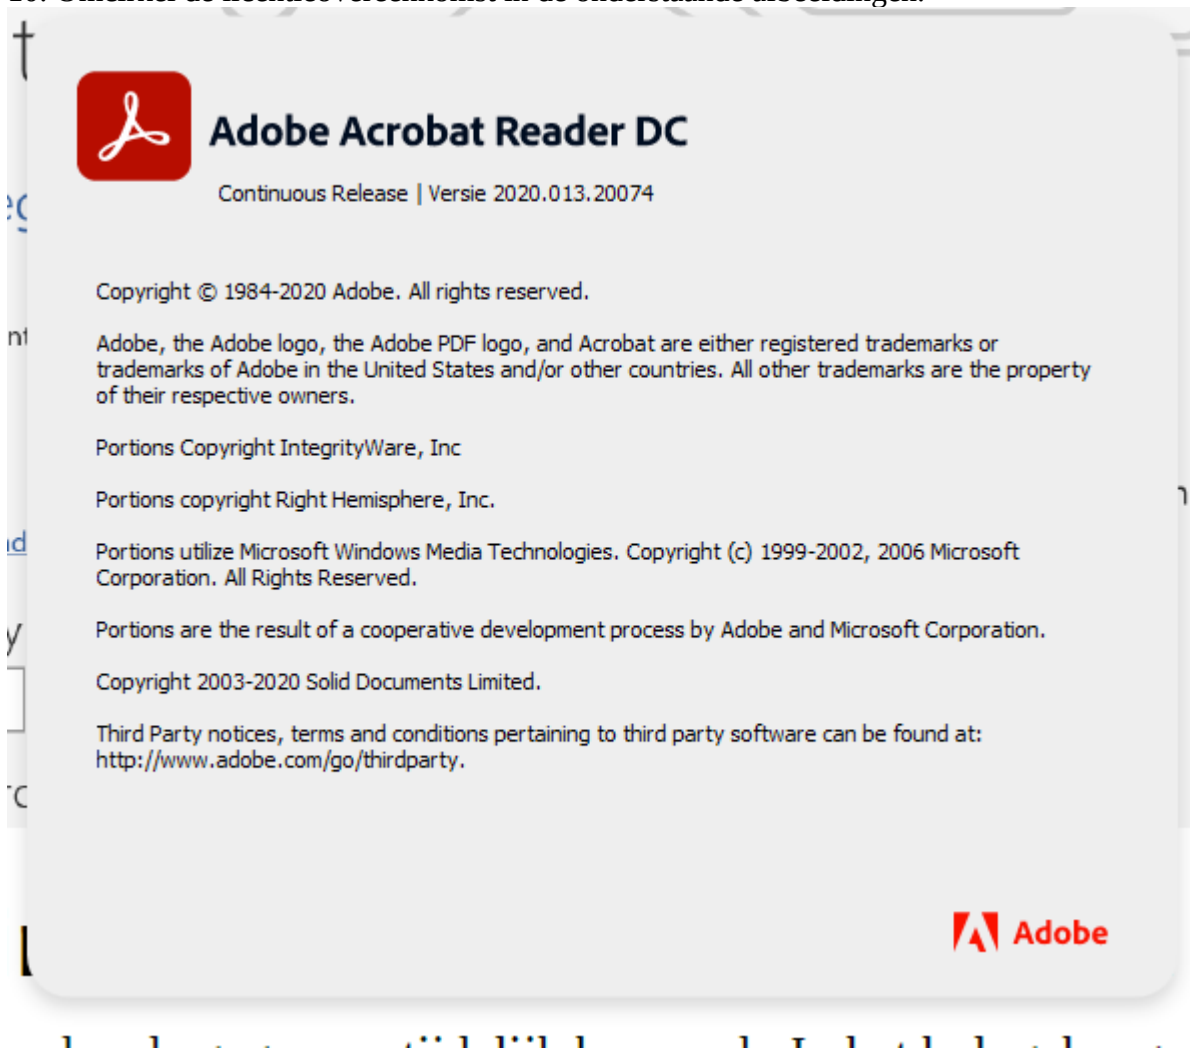 Adobe Acrobat Reader DC
Continuous Release | Versie 2020.013.20074
Copyright © 1984-2020 Adobe. All rights reserved.
Adobe, the Adobe logo, the Adobe PDF logo, and Acrobat are either registered trademarks or
trademarks of Adobe in the United States and/or other countries. All other trademarks are the property
of their respective owners.
Portions Copyright IntegrityWare, Inc
Portions copyright Right Hemisphere, Inc.
Portions utilize Microsoft Windows Media Technologies. Copyright (c) 1999-2002, 2006 Microsoft
Corporation. All Rights Reserved.
Portions are the result of a cooperative development process by Adobe and Microsoft Corporation.
Copyright 2003-2020 Solid Documents Limited.
Third Party notices, terms and conditions pertaining to third party software can be found at:
http://www.adobe.com/go/thirdparty.
Adobe